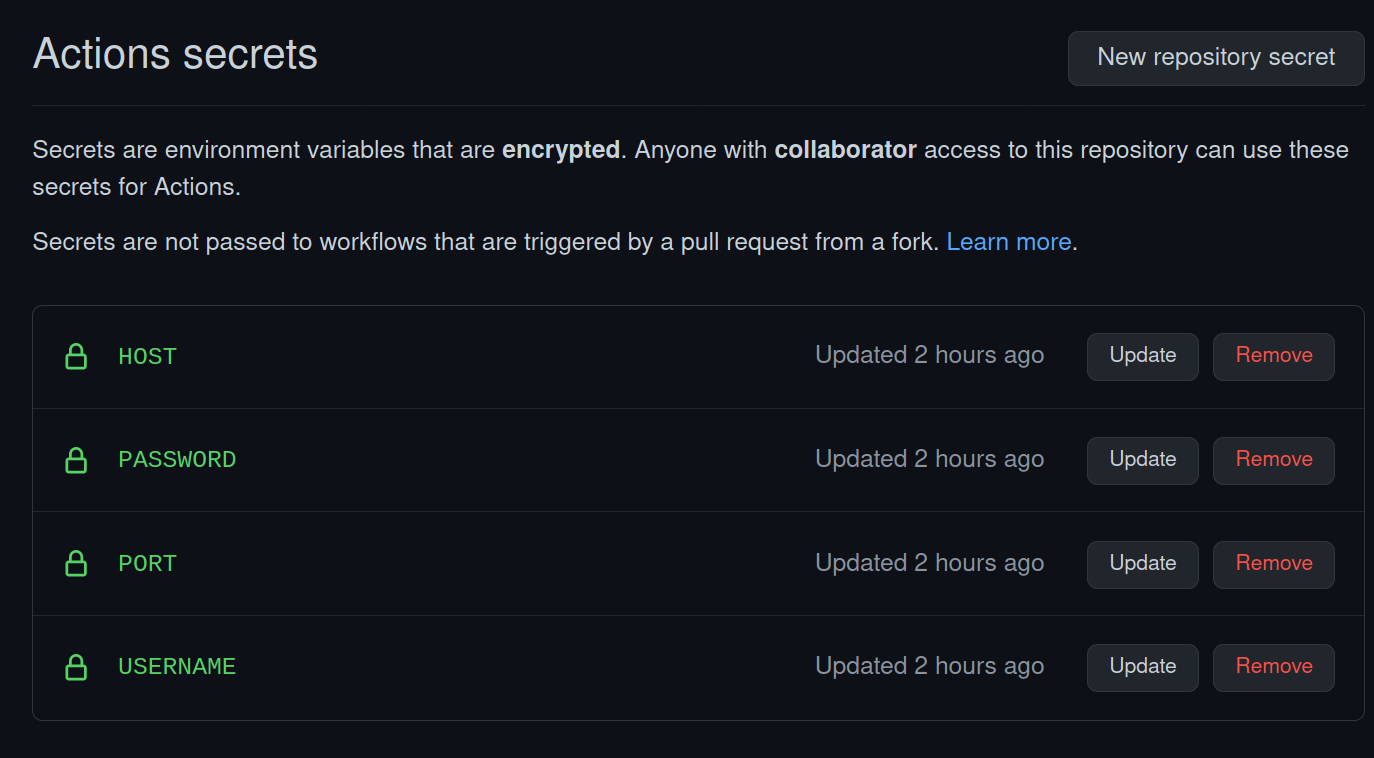 Actions secrets
New repository secret
Secrets are environment variables that are encrypted. Anyone with collaborator access to this repository can use these
secrets for Actions.
Secrets are not passed to workflows that are triggered by a pull request from a fork. Learn more.
HOST Updated 2 hours ago Update Remove
PASSWORD Updated 2 hours ago Update Remove
PORT Updated 2 hours ago Update Remove
USERNAME Updated 2 hours ago Update Remove